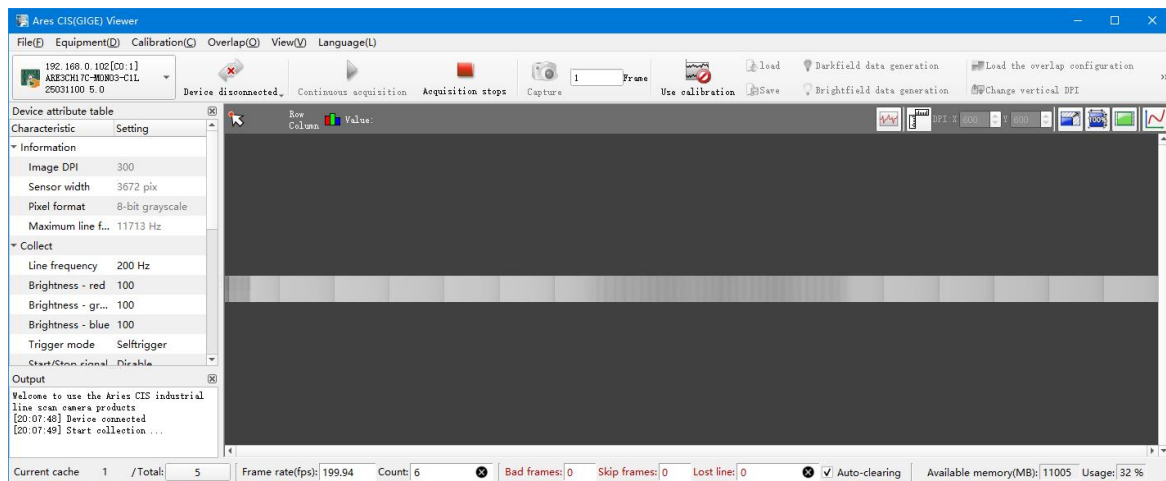 Ares CIS(GIGE) Viewer
File(F) Equipment(D) Calibration(C) Overlap(O) View(V) Language(L)
192.168.0.102[C0:1]
ARE3CH17C-MONO3-C1L
25031100 5.0
Device disconnected
Continuous acquisition
Acquisition stops
Capture
1
Frame
Use calibration
load
Save
Darkfield data generation
Brightfield data generation
Load the overlap configuration
Change vertical DPI
»
Device attribute table
Characteristic Setting
Information
Image DPI 300
Sensor width 3672 pix
Pixel format 8-bit grayscale
Maximum line f... 11713 Hz
Collect
Line frequency 200 Hz
Brightness - red 100
Brightness - gr... 100
Brightness - blue 100
Trigger mode Selftrigger
Start/Stop signal Disable
Output
Welcome to use the Aries CIS industrial
line scan camera products
[20:07:48] Device connected
[20:07:49] Start collection ...
Row
Column
Value:
DPI: X 600 Y 600
100%
Current cache 1 /Total: 5 Frame rate(fps): 199.94 Count: 6 Bad frames: 0 Skip frames: 0 Lost line: 0 Auto-clearing Available memory(MB): 11005 Usage: 32 %